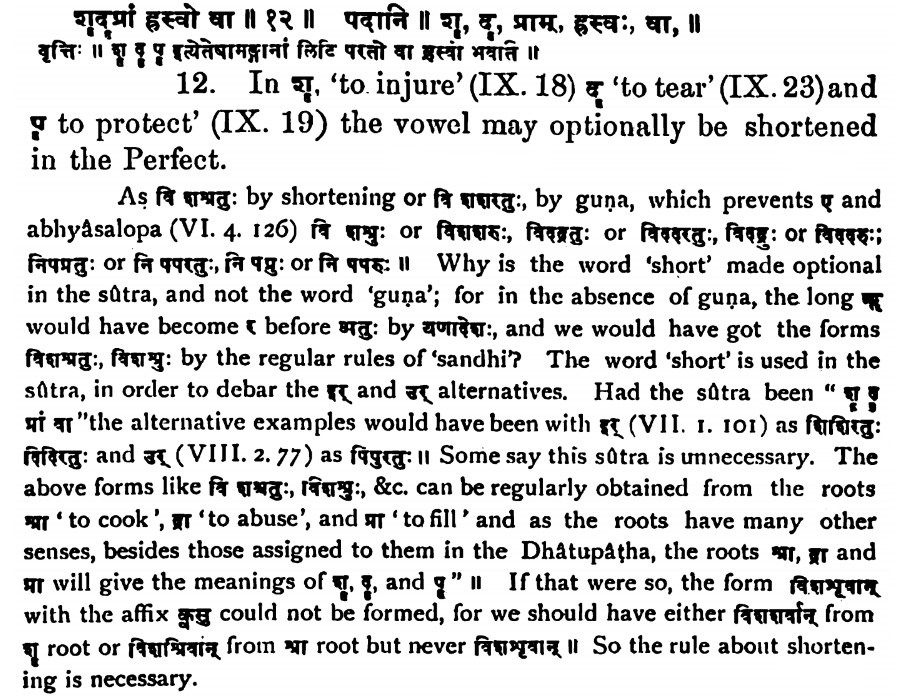 शृदॄप्रां ह्रस्वो वा ॥ १२ ॥ पदानि ॥ शॄ, दॄ, प्राम्, ह्रस्वः, वा, ॥
वृत्तिः ॥ शॄ दॄ पॄ इत्येतेषामङ्गानां लिटि परतो वा ह्रस्वो भवति ॥
12. In शॄ, 'to injure' (IX. 18) दॄ 'to tear' (IX. 23) and
पॄ to protect' (IX. 19) the vowel may optionally be shortened
in the Perfect.
As वि शश्रतुः by shortening or वि शशरतुः, by guṇa, which prevents ए and
abhyâsalopa (VI. 4. 126) वि शश्रुः or विशशरुः, विदद्रतुः or विददरतुः, विदद्रुः or विददरुः;
निपप्रतुः or नि पपरतुः, नि पप्रुः or नि पपरुः ॥ Why is the word 'short' made optional
in the sûtra, and not the word 'guṇa'; for in the absence of guṇa, the long ॠ
would have become र before अतुः by यणादेशः, and we would have got the forms
विशश्रतुः, विशश्रुः by the regular rules of 'sandhi'? The word 'short' is used in the
sûtra, in order to debar the इर् and उर् alternatives. Had the sûtra been " शॄ दॄ
प्रां वा "the alternative examples would have been with इर् (VII. 1. 101) as शिशिरतुः
दिदिरतुः and उर् (VIII. 2. 77) as पिपुरतुः ॥ Some say this sûtra is unnecessary. The
above forms like वि शश्रतुः, विशश्रुः, &c. can be regularly obtained from the roots
श्रा ' to cook ', द्रा 'to abuse', and प्रा 'to fill' and as the roots have many other
senses, besides those assigned to them in the Dhâtupâṭha, the roots श्रा, द्रा and
प्रा will give the meanings of शॄ, दॄ, and पॄ " ॥ If that were so, the form विशशृवान्
with the affix क्वसु could not be formed, for we should have either विशशर्वान् from
शॄ root or विशश्रिवान् from श्रा root but never विशशृवान् ॥ So the rule about shorten-
ing is necessary.